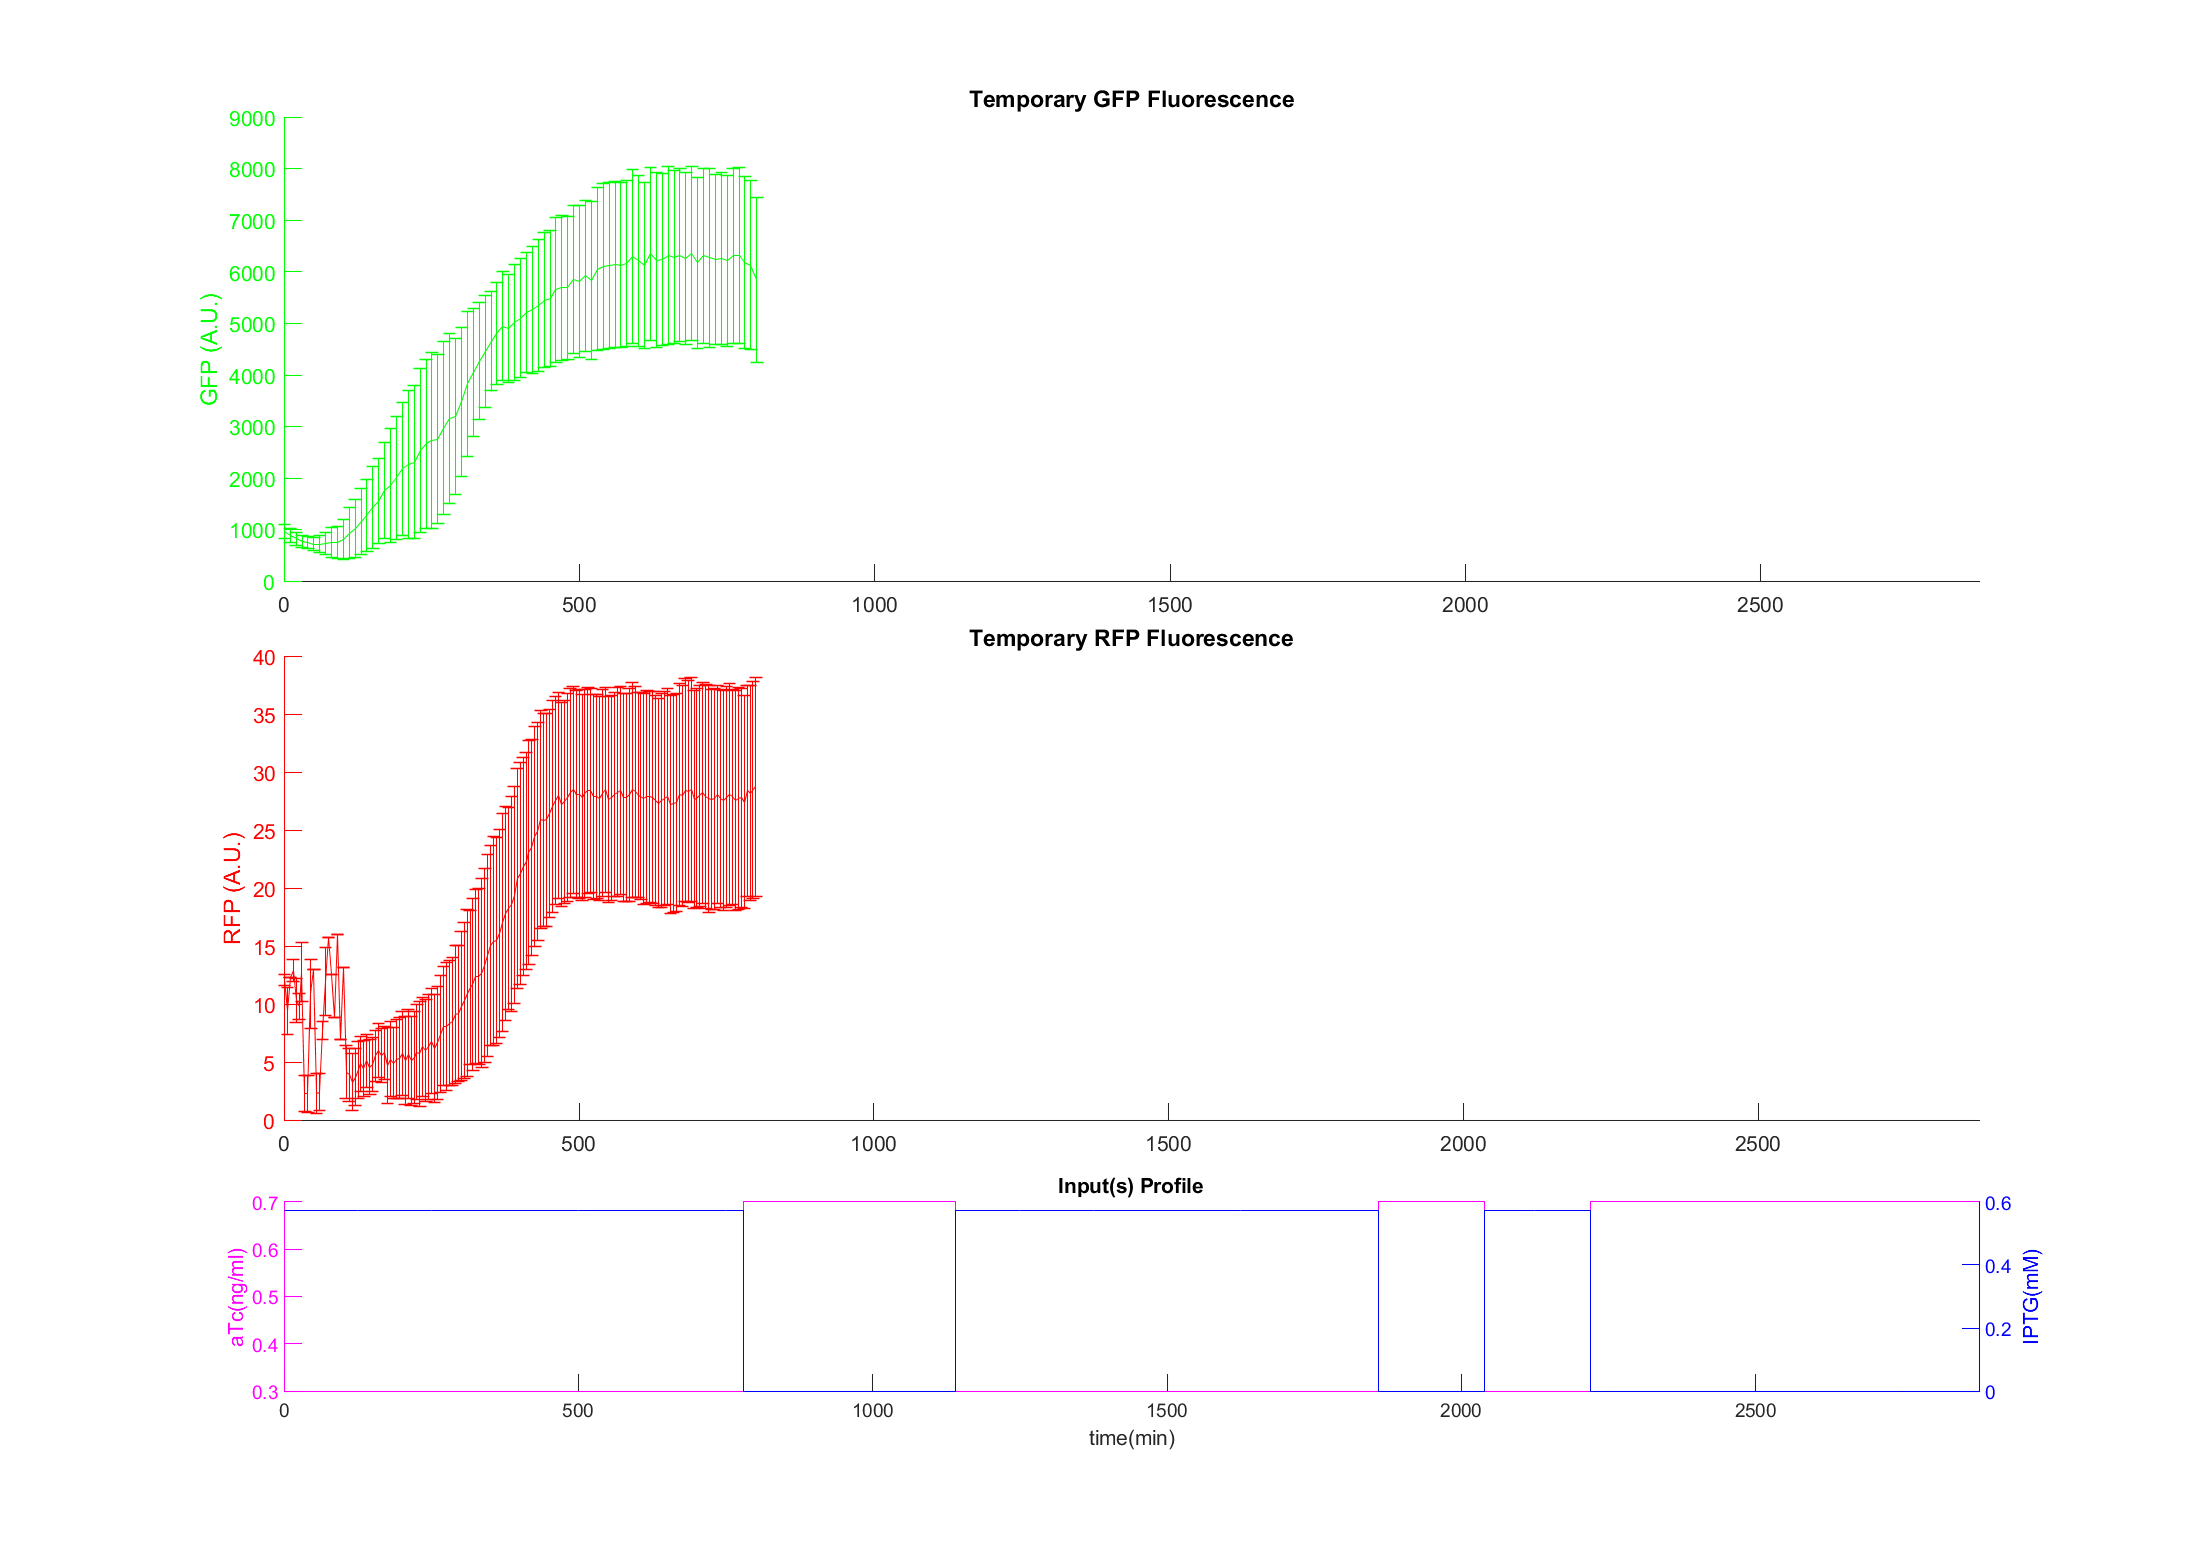 Temporary GFP Fluorescence
9000
8000
7000
6000
5000
4000
3000
2000
1000
0
GFP (A.U.)
0 500 1000 1500 2000 2500
Temporary RFP Fluorescence
40
35
30
25
20
15
10
5
0
RFP (A.U.)
0 500 1000 1500 2000 2500
Input(s) Profile
0.7
0.6
0.5
0.4
0.3
aTc(ng/ml)
0.6
0.4
0.2
0
IPTG(mM)
0 500 1000 1500 2000 2500
time(min)